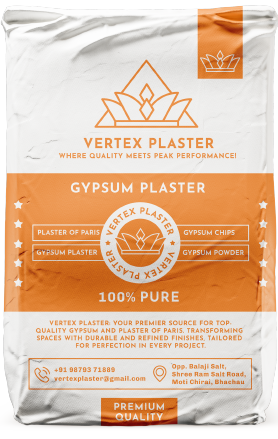 VERTEX PLASTER
WHERE QUALITY MEETS PEAK PERFORMANCE!
GYPSUM PLASTER
PLASTER OF PARIS
GYPSUM CHIPS
GYPSUM PLASTER
GYPSUM POWDER
VERTEX PLASTER
VERTEX PLASTER
100% PURE
VERTEX PLASTER: YOUR PREMIER SOURCE FOR TOP-
QUALITY GYPSUM AND PLASTER OF PARIS. TRANSFORMING
SPACES WITH DURABLE AND REFINED FINISHES, TAILORED
FOR PERFECTION IN EVERY PROJECT.
+91 98793 71889
vertexplaster@gmail.com
Opp. Balaji Salt,
Shree Ram Salt Road,
Moti Chirai, Bhachau
PREMIUM
QUALITY